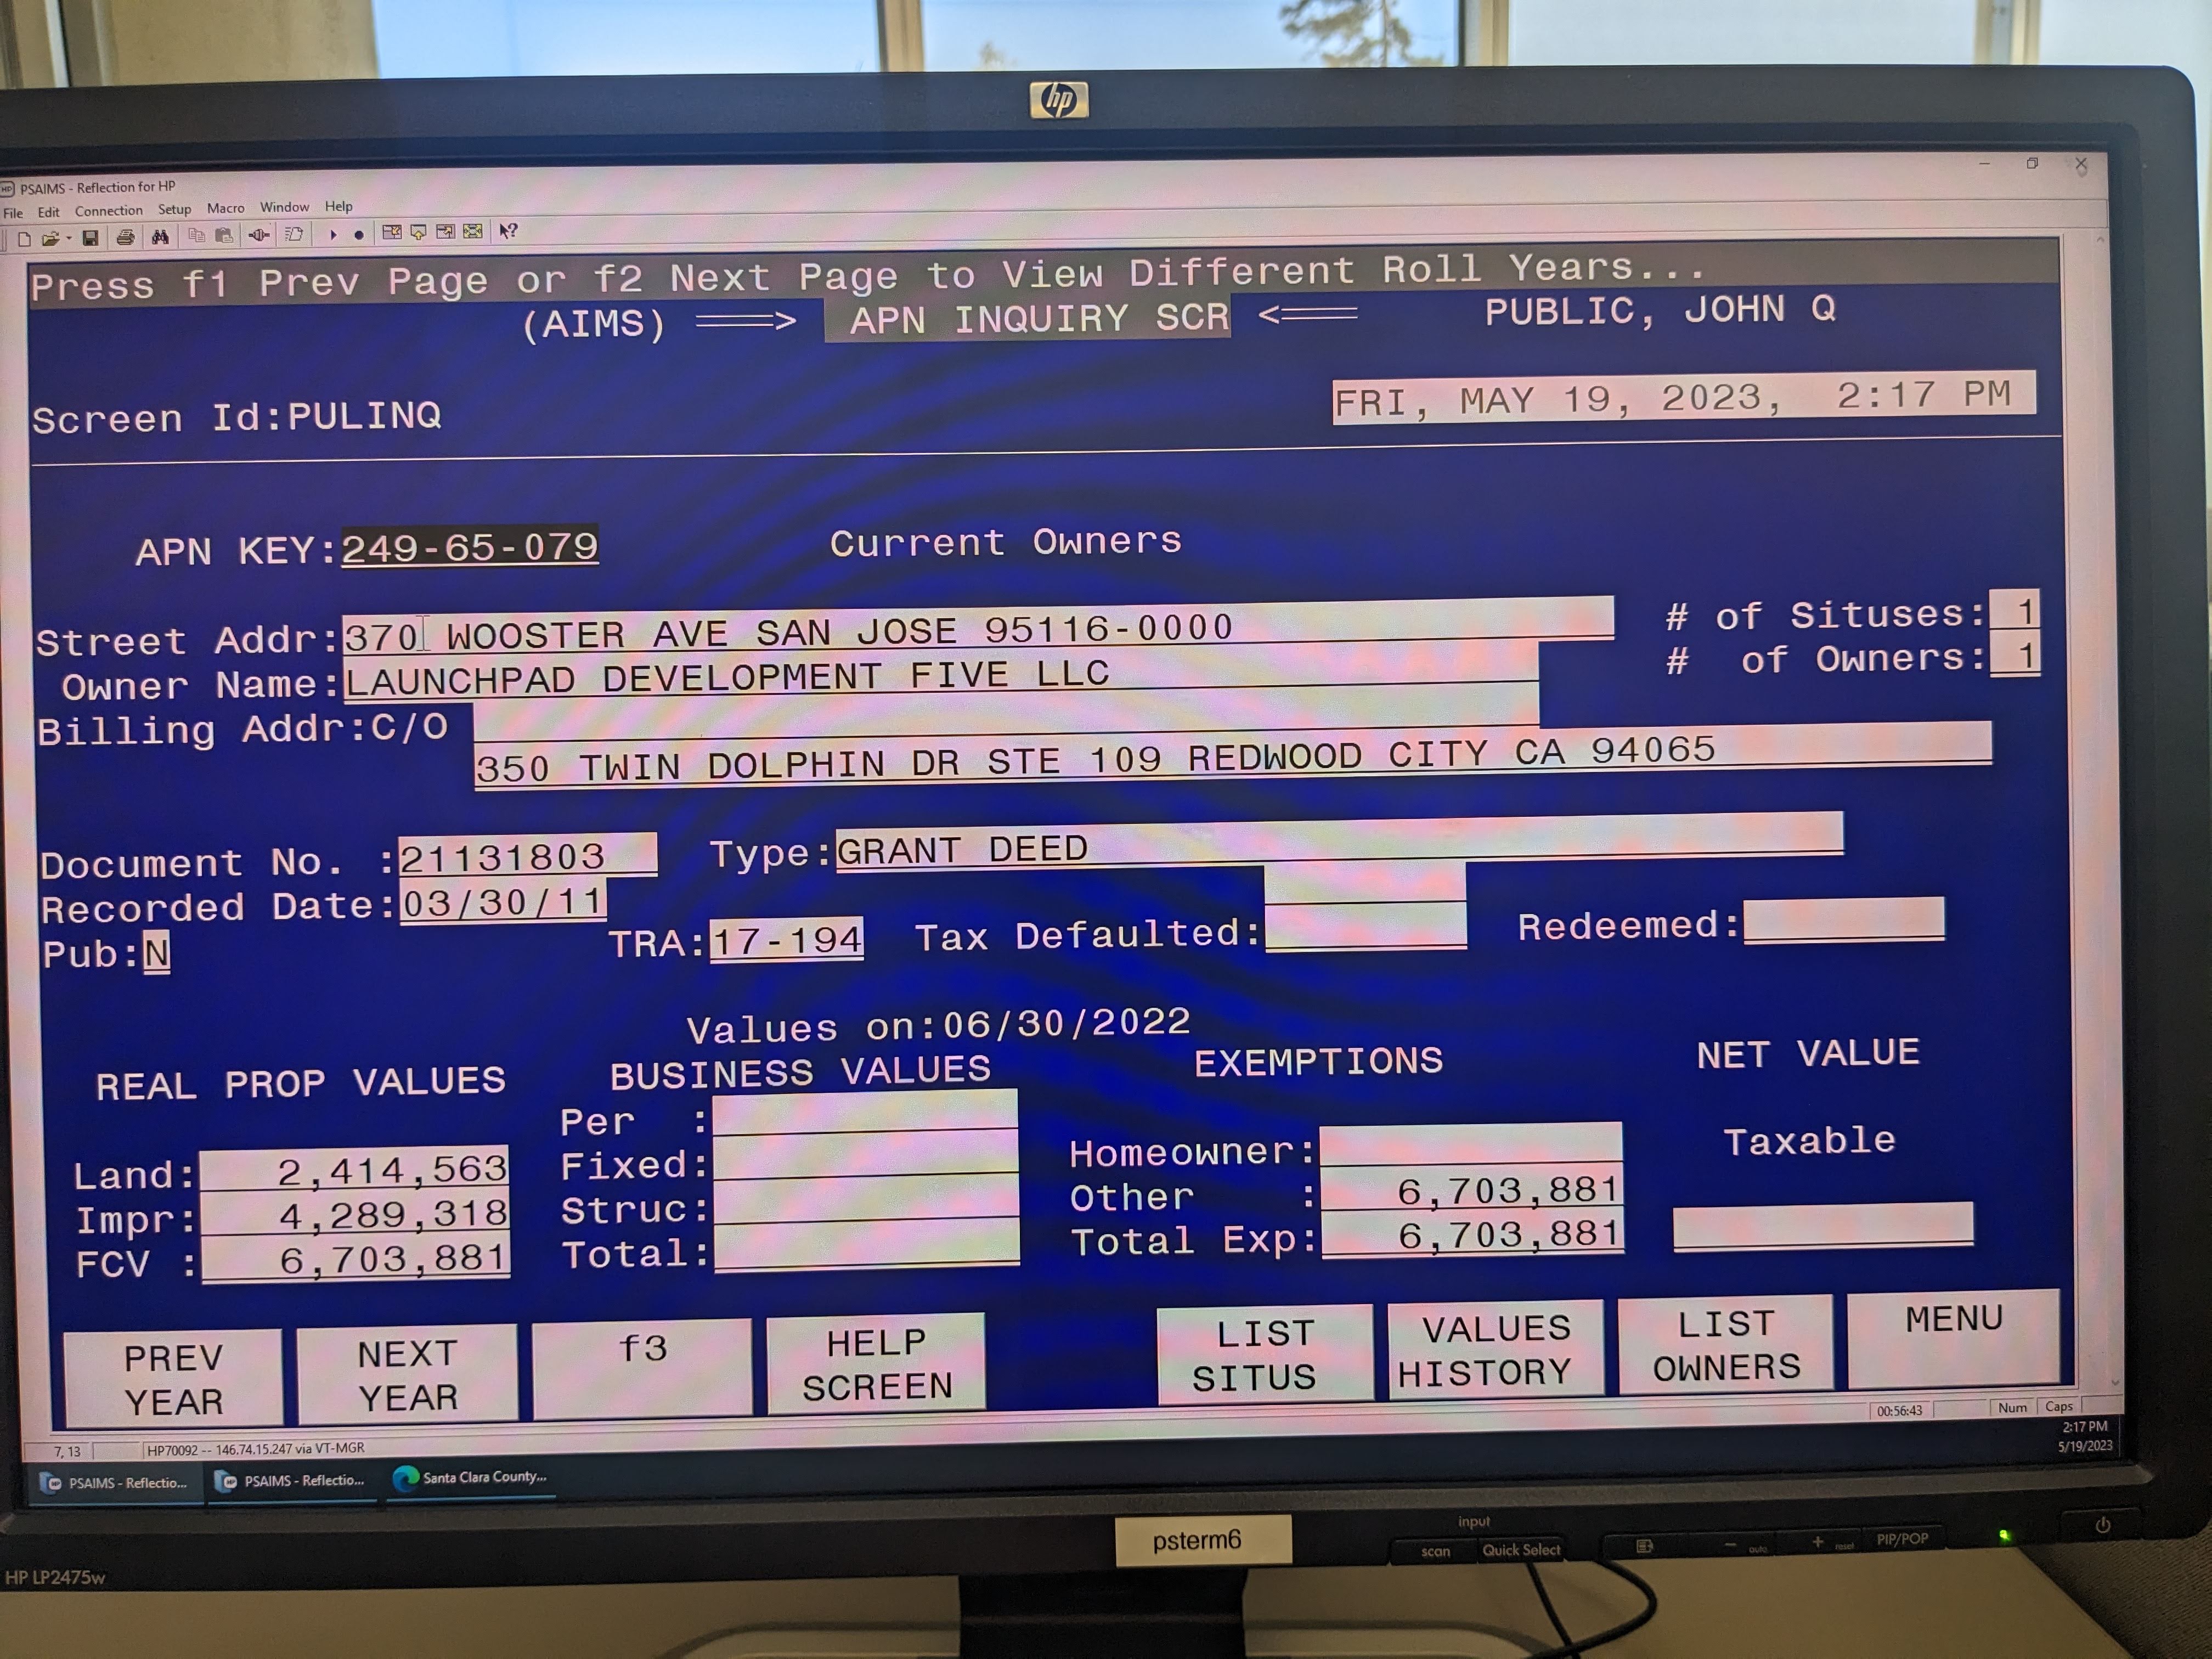 hp
PSAIMS - Reflection for HP
File Edit Connection Setup Macro Window Help
Press f1 Prev Page or f2 Next Page to View Different Roll Years...
(AIMS) ===> APN INQUIRY SCR <=== PUBLIC, JOHN Q
Screen Id:PULINQ FRI, MAY 19, 2023, 2:17 PM
APN KEY:249-65-079 Current Owners
Street Addr:370 WOOSTER AVE SAN JOSE 95116-0000 # of Situses: 1
Owner Name:LAUNCHPAD DEVELOPMENT FIVE LLC # of Owners: 1
Billing Addr:C/O
350 TWIN DOLPHIN DR STE 109 REDWOOD CITY CA 94065
Document No. :21131803 Type:GRANT DEED
Recorded Date:03/30/11
Pub:N TRA:17-194 Tax Defaulted: Redeemed:
Values on:06/30/2022
REAL PROP VALUES BUSINESS VALUES EXEMPTIONS NET VALUE
Per :
Land: 2,414,563 Fixed: Homeowner: Taxable
Impr: 4,289,318 Struc: Other : 6,703,881
FCV : 6,703,881 Total: Total Exp: 6,703,881
PREV YEAR NEXT YEAR f3 HELP SCREEN LIST SITUS VALUES HISTORY LIST OWNERS MENU
00:56:43 Num Caps
7, 13 HP70092 -- 146.74.15.247 via VT-MGR
2:17 PM
5/19/2023
PSAIMS - Reflectio... PSAIMS - Reflectio... Santa Clara County...
psterm6
input
scan Quick Select - auto + reset PIP/POP
HP LP2475w